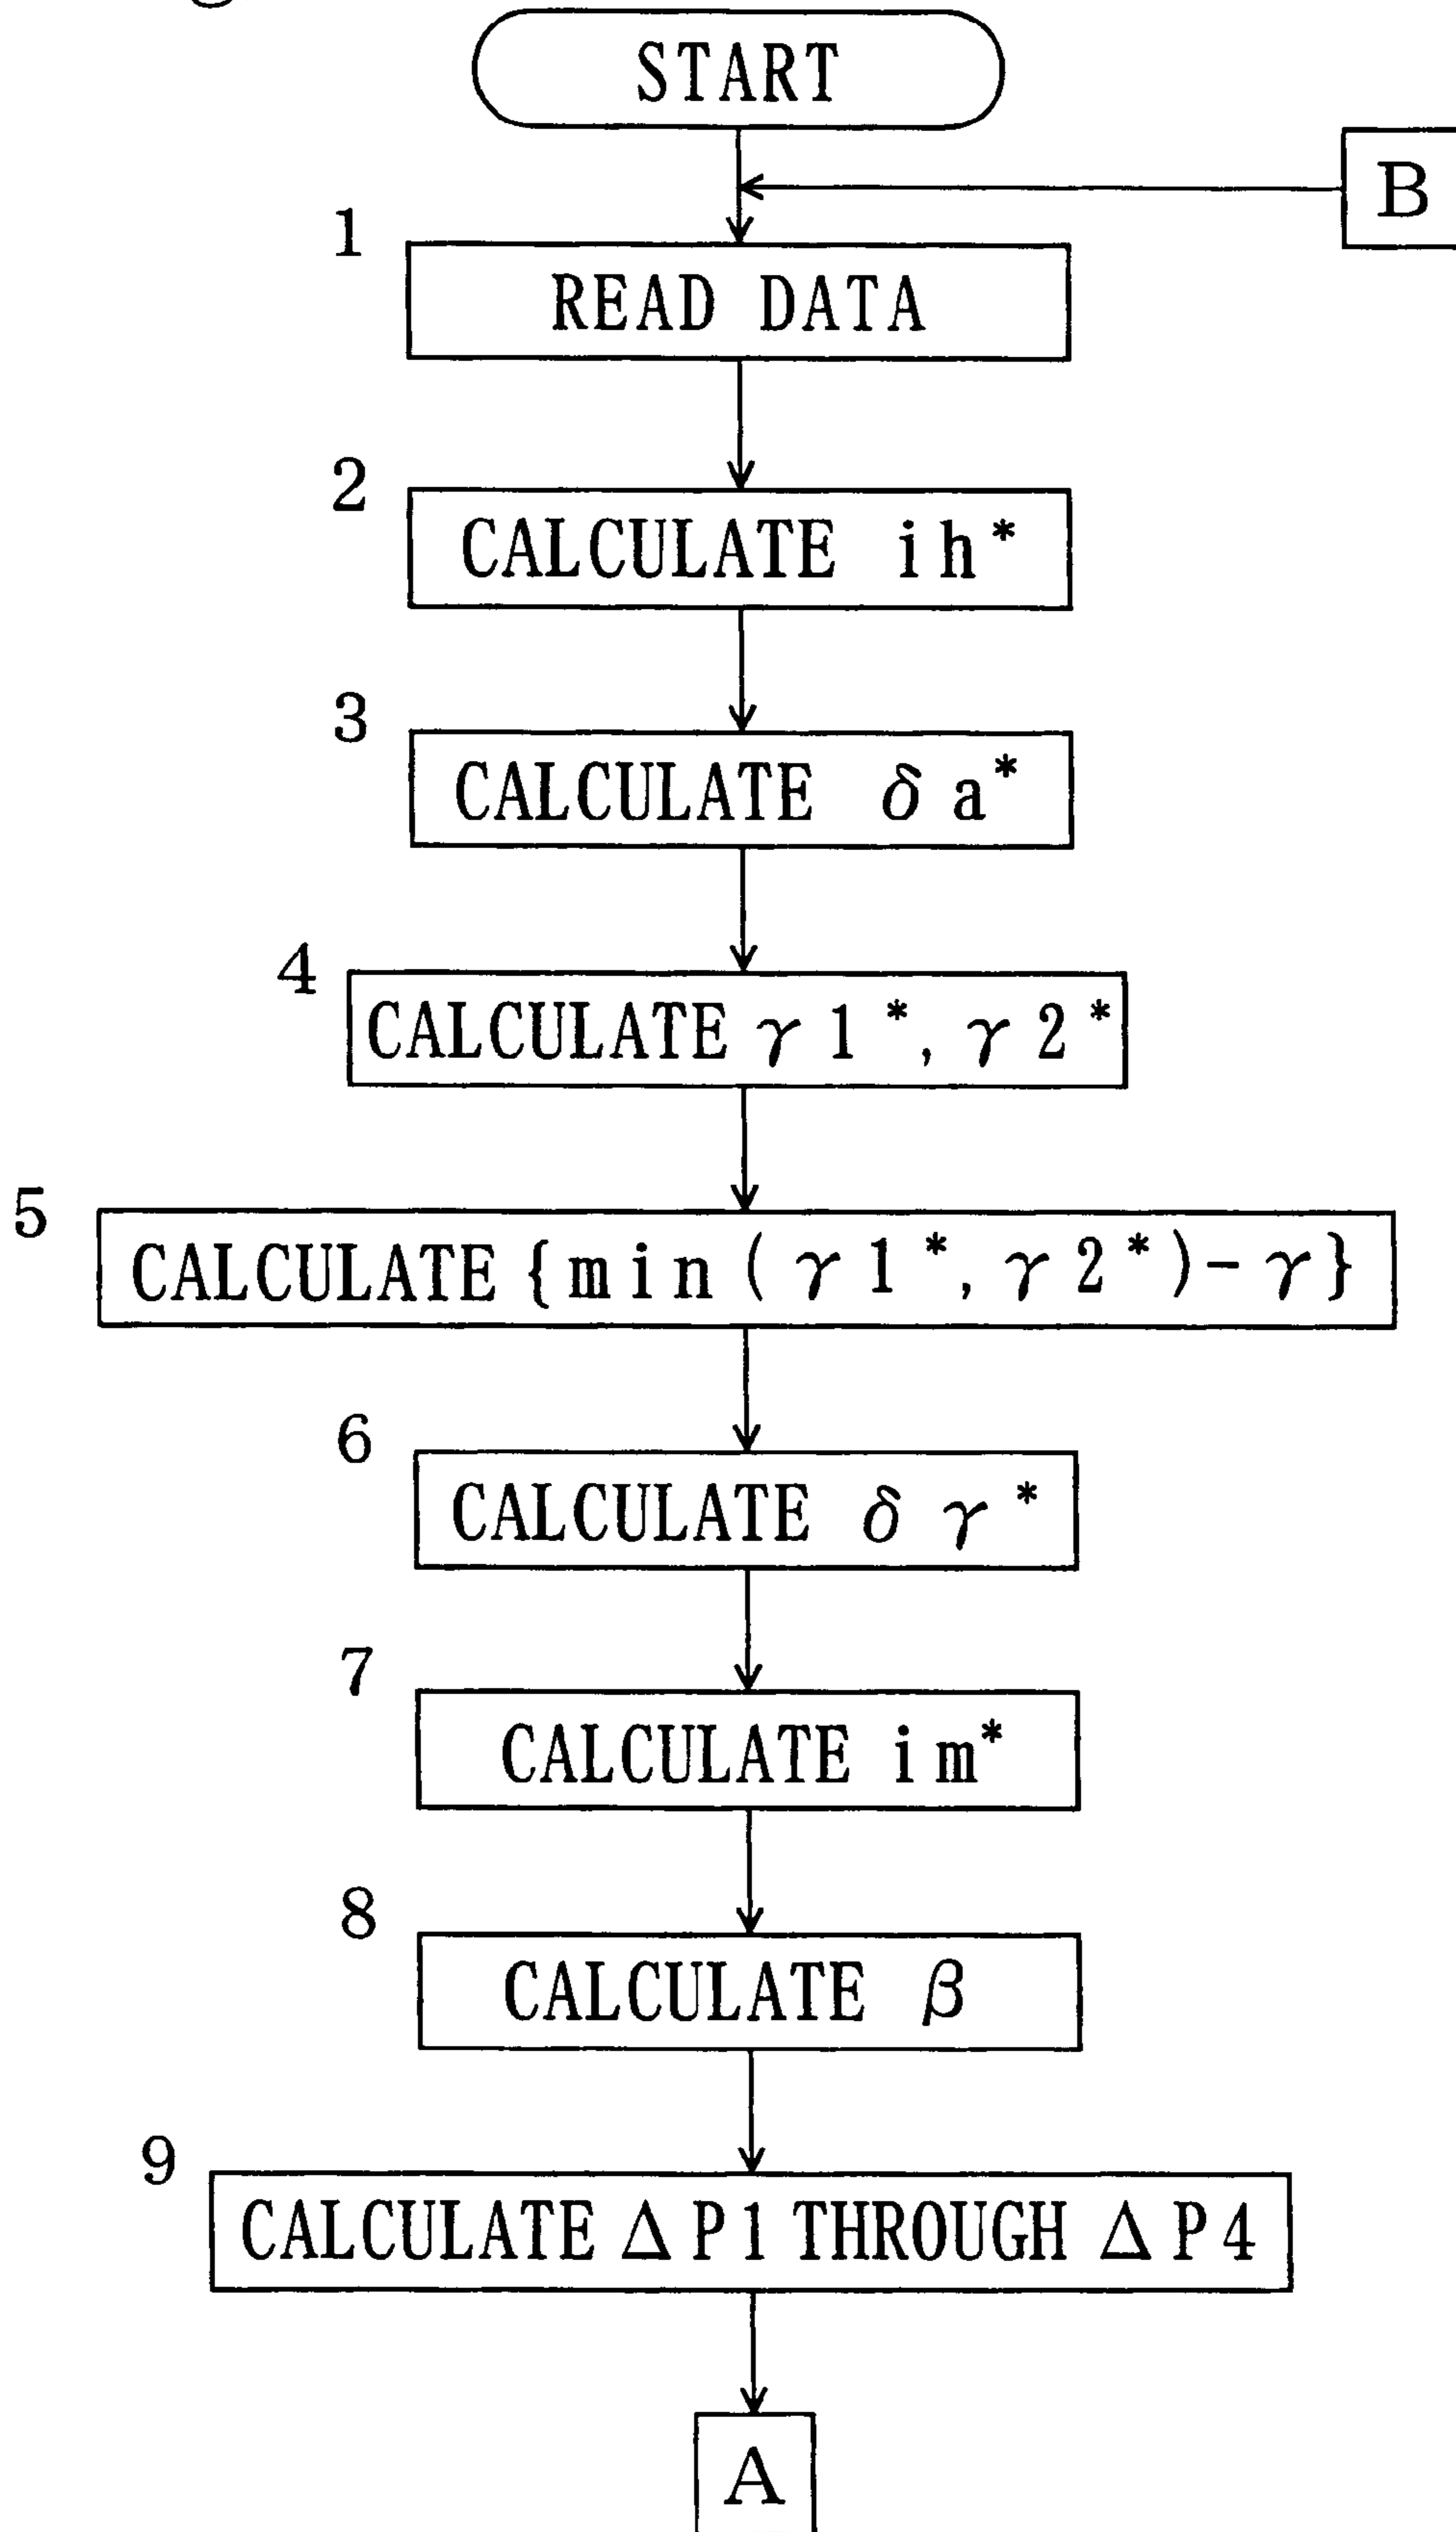 START
B
1
READ DATA
2
CALCULATE ih*
3
CALCULATE δa*
4
CALCULATE γ1*, γ2*
5
CALCULATE {min(γ1*, γ2*)-γ}
6
CALCULATE δγ*
7
CALCULATE im*
8
CALCULATE β
9
CALCULATE ΔP1 THROUGH ΔP4
A